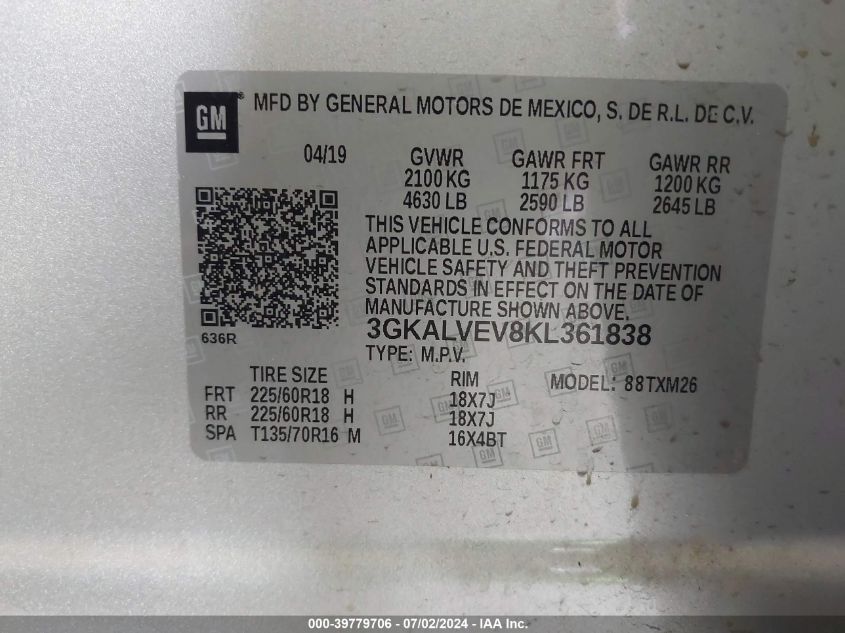 GM ® MFD BY GENERAL MOTORS DE MEXICO, S. DE R.L. DE C.V.
04/19 GVWR GAWR FRT GAWR RR
2100 KG 1175 KG 1200 KG
4630 LB 2590 LB 2645 LB
THIS VEHICLE CONFORMS TO ALL
APPLICABLE U.S. FEDERAL MOTOR
VEHICLE SAFETY AND THEFT PREVENTION
STANDARDS IN EFFECT ON THE DATE OF
MANUFACTURE SHOWN ABOVE.
636R 3GKALVEV8KL361838
TYPE: M.P.V.
TIRE SIZE RIM MODEL: 88TXM26
FRT 225/60R18 H 18X7J
RR 225/60R18 H 18X7J
SPA T135/70R16 M 16X4BT
000-39779706 - 07/02/2024 - IAA Inc.